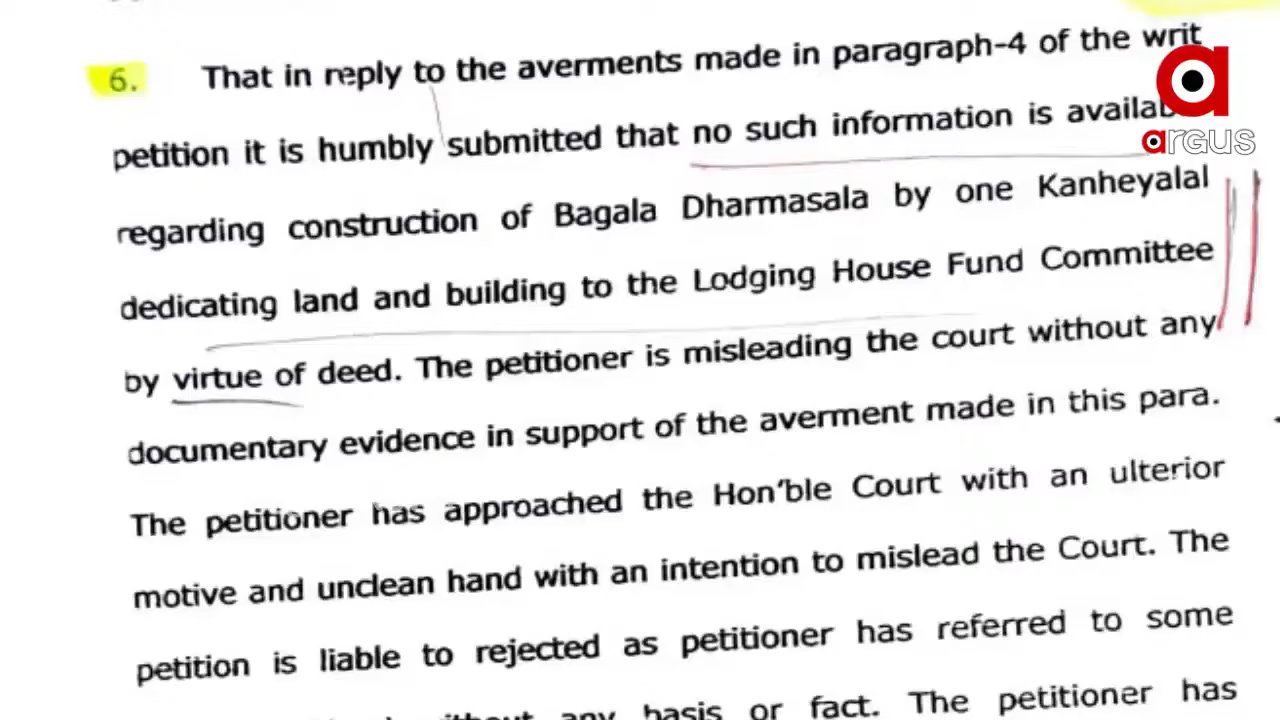 6. That in reply to the averments made in paragraph-4 of the writ
petition it is humbly submitted that no such information is
regarding construction of Bagala Dharmasala by one Kanheyalal
dedicating land and building to the Lodging House Fund Committee
by virtue of deed. The petitioner is misleading the court without any
documentary evidence in support of the averment made in this para.
The petitioner has approached the Hon'ble Court with an ulterior
motive and unclean hand with an intention to mislead the Court. The
petition is liable to rejected as petitioner has referred to some
without any basis or fact. The petitioner has
a
argus